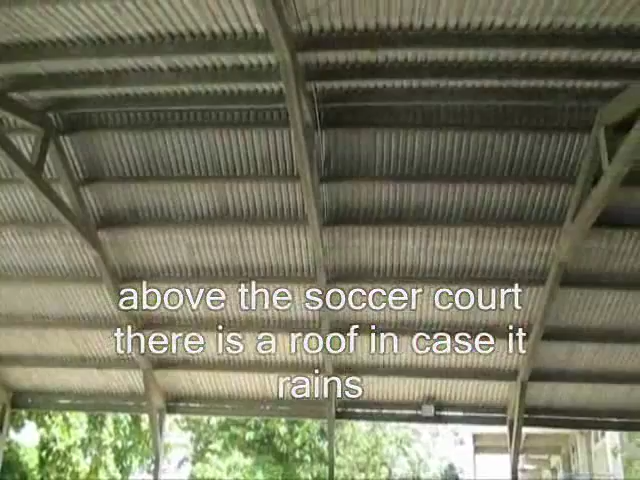 above the soccer court
there is a roof in case it
rains